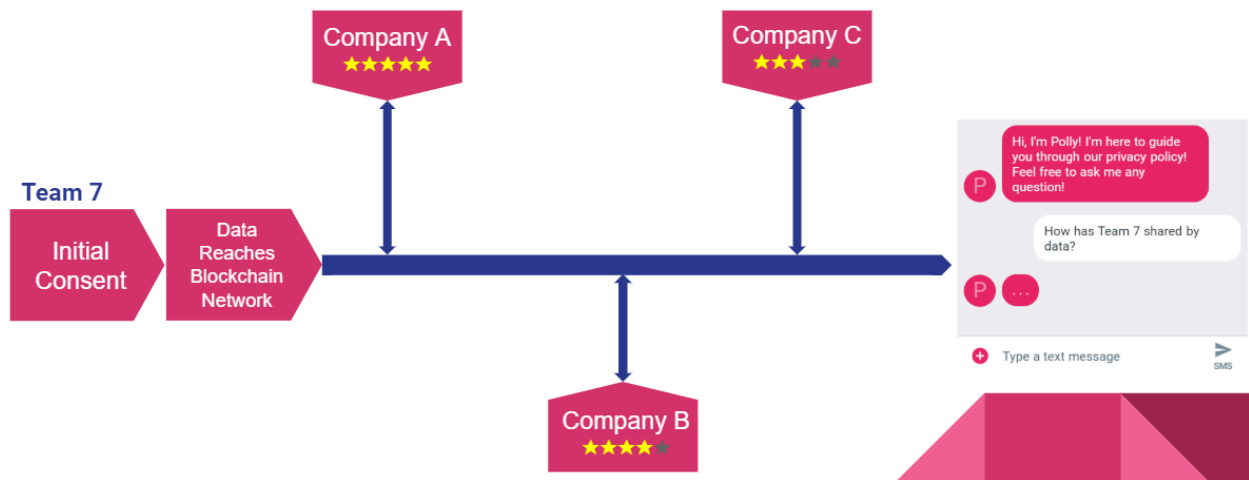 Company A
Company C
Team 7
Initial
Consent
Data
Reaches
Blockchain
Network
Company B
Hi, I'm Polly! I'm here to guide
you through our privacy policy!
Feel free to ask me any
question!
P
How has Team 7 shared by
data?
P
...
Type a text message
SMS